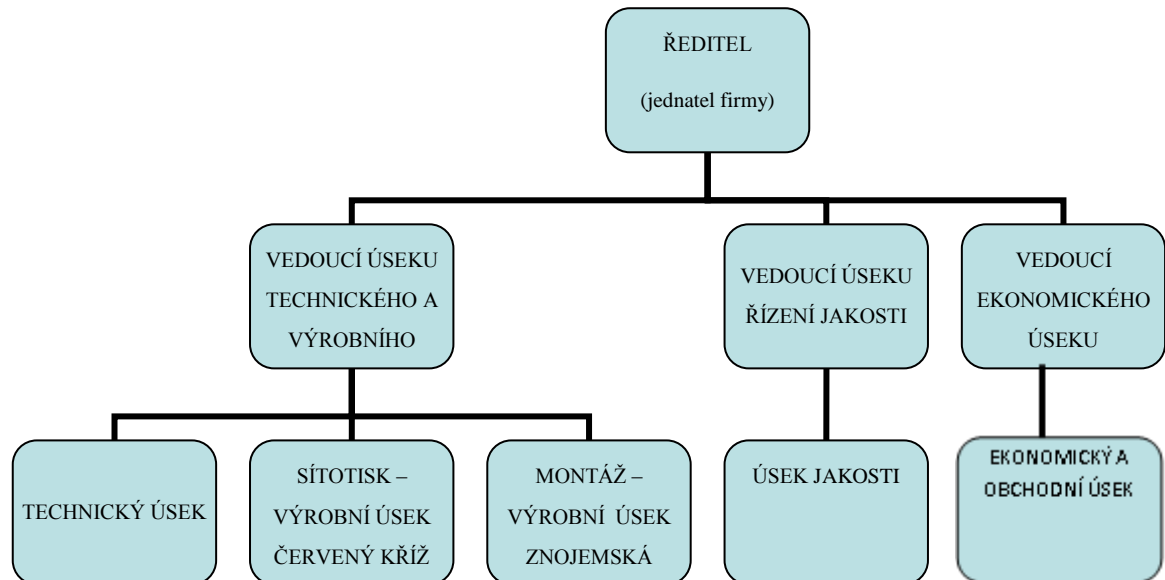 ŘEDITEL
(jednatel firmy)
VEDOUCÍ ÚSEKU
TECHNICKÉHO A
VÝROBNÍHO
VEDOUCÍ ÚSEKU
ŘÍZENÍ JAKOSTI
VEDOUCÍ
EKONOMICKÉHO
ÚSEKU
TECHNICKÝ ÚSEK
SÍTOTISK –
VÝROBNÍ ÚSEK
ČERVENÝ KŘÍŽ
MONTÁŽ –
VÝROBNÍ ÚSEK
ZNOJEMSKÁ
ÚSEK JAKOSTI
EKONOMICKÝ A
OBCHODNÍ ÚSEK